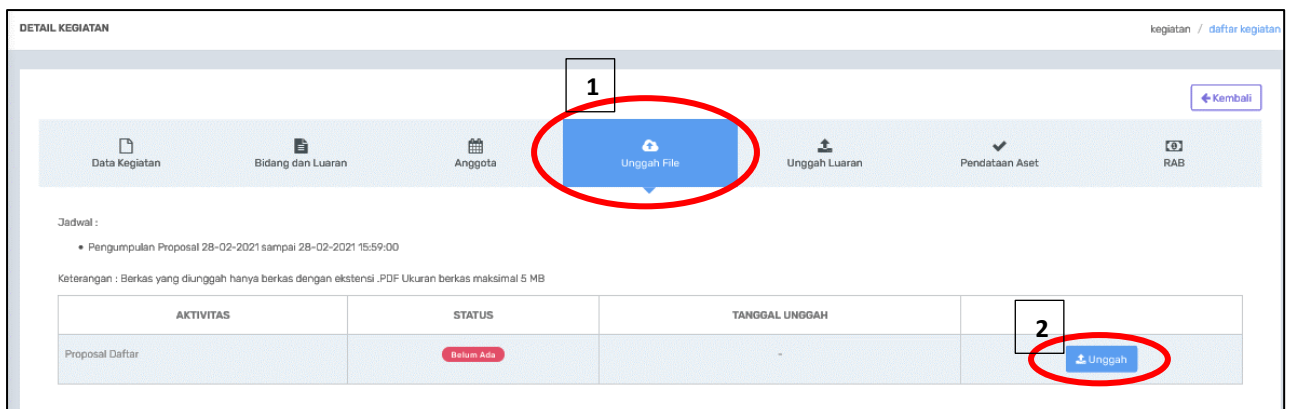 DETAIL KEGIATAN
kegiatan / daftar kegiatan
1
Kembali
Data Kegiatan
Bidang dan Luaran
Anggota
Unggah File
Unggah Luaran
Pendataan Aset
RAB
Jadwal :
• Pengumpulan Proposal 28-02-2021 sampai 28-02-2021 15:59:00
Keterangan : Berkas yang diunggah hanya berkas dengan ekstensi .PDF Ukuran berkas maksimal 5 MB
AKTIVITAS STATUS TANGGAL UNGGAH
2
Proposal Daftar Belum Ada - Unggah